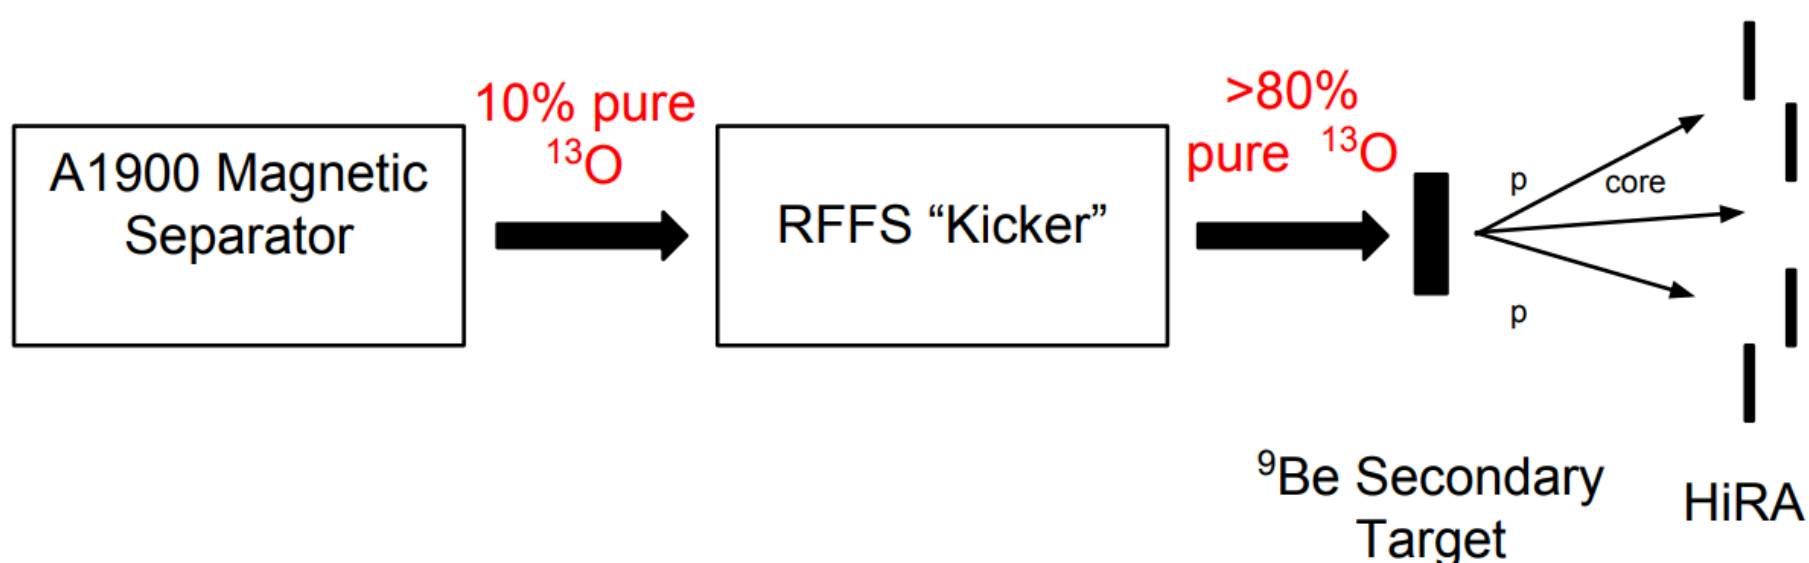 A1900 Magnetic
Separator
10% pure
¹³O
RFFS “Kicker”
>80%
pure ¹³O
p
core
p
⁹Be Secondary
Target
HiRA